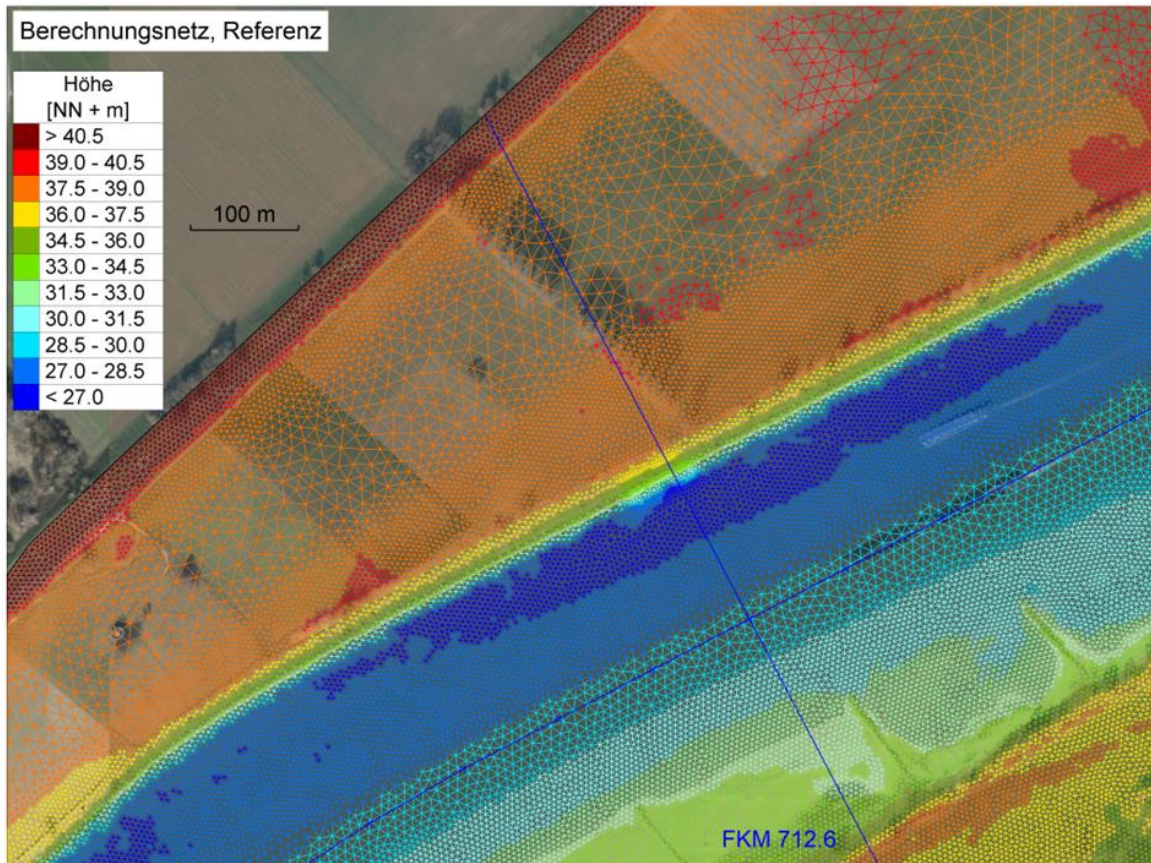 Berechnungsnetz, Referenz
Höhe
[NN + m]
> 40.5
39.0 - 40.5
37.5 - 39.0
36.0 - 37.5
34.5 - 36.0
33.0 - 34.5
31.5 - 33.0
30.0 - 31.5
28.5 - 30.0
27.0 - 28.5
< 27.0
100 m
FKM 712.6